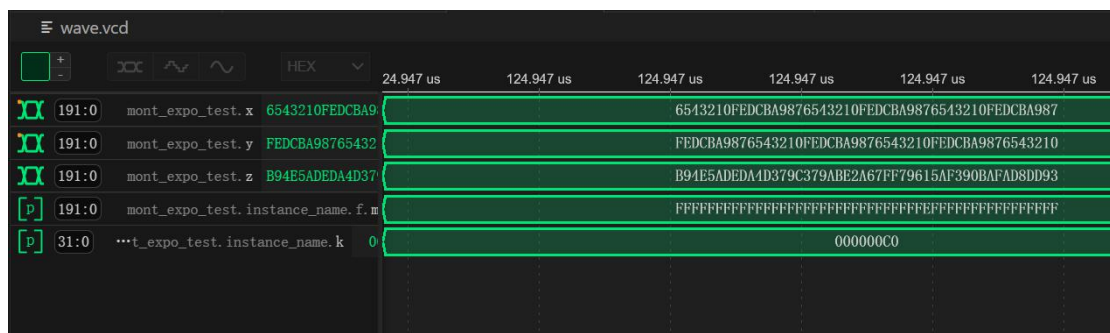 wave.vcd
+
-
HEX
24.947 us 124.947 us 124.947 us 124.947 us 124.947 us 124.947 us
191:0 mont_expo_test.x 6543210FEDCBA9 6543210FEDCBA9876543210FEDCBA9876543210FEDCBA987
191:0 mont_expo_test.y FEDCBA98765432 FEDCBA9876543210FEDCBA9876543210FEDCBA9876543210
191:0 mont_expo_test.z B94E5ADEDA4D37 B94E5ADEDA4D379C379ABE2A67FF79615AF390BAFAD8DD93
[p] 191:0 mont_expo_test.instance_name.f.m FFFFFFFFFFFFFFFFFFFFFFFFFFFFFFFEFFFFFFFFFFFFFFFF
[p] 31:0 …t_expo_test.instance_name.k 0 000000C0